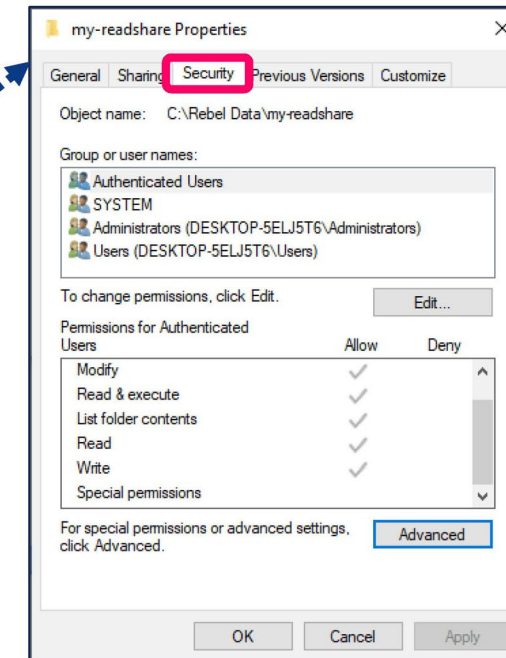 my-readshare Properties
General Sharing Security Previous Versions Customize
Object name: C:\Rebel Data\my-readshare
Group or user names:
Authenticated Users
SYSTEM
Administrators (DESKTOP-5ELJ5T6\Administrators)
Users (DESKTOP-5ELJ5T6\Users)
To change permissions, click Edit.
Edit...
Permissions for Authenticated
Users Allow Deny
Modify
Read & execute
List folder contents
Read
Write
Special permissions
For special permissions or advanced settings,
click Advanced.
Advanced
OK Cancel Apply